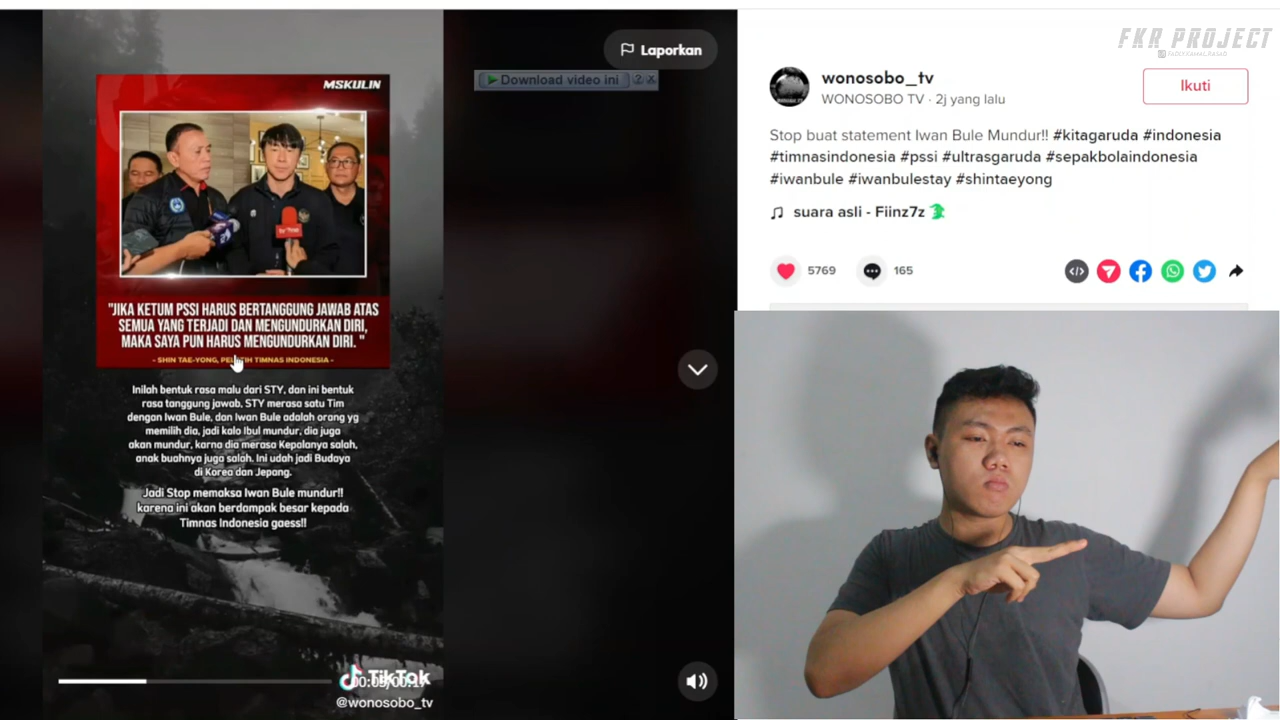 Laporkan
Download video ini
MSKULIN
"JIKA KETUM PSSI HARUS BERTANGGUNG JAWAB ATAS
SEMUA YANG TERJADI DAN MENGUNDURKAN DIRI,
MAKA SAYA PUN HARUS MENGUNDURKAN DIRI. "
- SHIN TAE-YONG, TIMNAS INDONESIA -
Inilah bentuk rasa malu dari STY, dan ini bentuk
rasa tanggung jawab, STY merasa satu Tim
dengan Iwan Bule, dan Iwan Bule adalah orang yg
memilih dia, jadi kalo Ibul mundur, dia juga
akan mundur, karna dia merasa Kepalanya salah,
anak buahnya juga salah. Ini udah jadi Budaya
di Korea dan Jepang.
Jadi Stop memaksa Iwan Bule mundur!!
karena ini akan berdampak besar kepada
Timnas Indonesia gaess!!
TikTok
@wonosobo_tv
FKR PROJECT
wonosobo_tv
WONOSOBO TV · 2j yang lalu
Ikuti
Stop buat statement Iwan Bule Mundur!! #kitagaruda #indonesia
#timnasindonesia #pssi #ultrasgaruda #sepakbolaindonesia
#iwanbule #iwanbulestay #shintaeyong
suara asli - Fiinz7z
5769
165